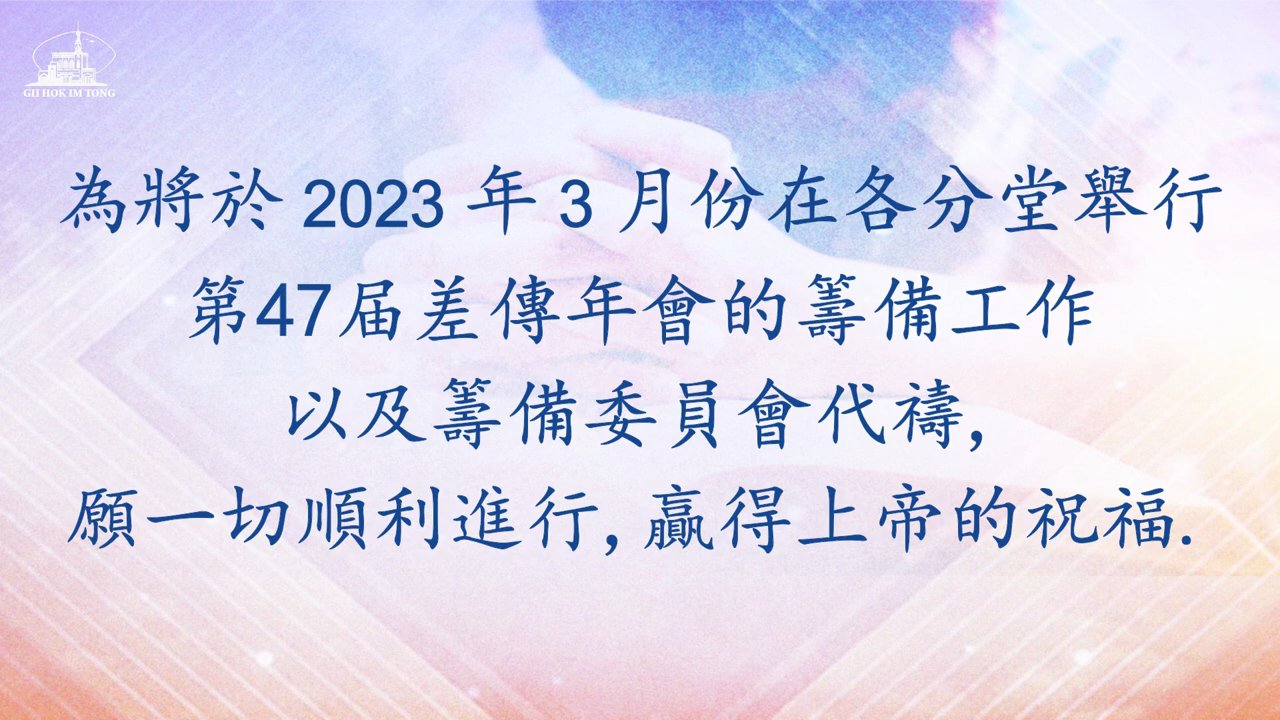 GII HOK IM TONG
為將於 2023 年 3 月份在各分堂舉行
第47届差傳年會的籌備工作
以及籌備委員會代禱,
願一切順利進行, 贏得上帝的祝福.